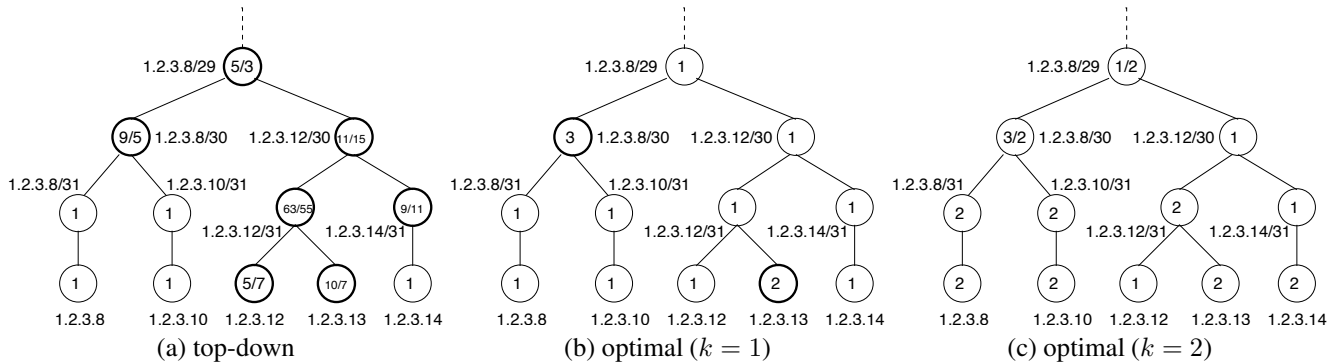 1.2.3.8/29 5/3 1.2.3.8/29 1 1.2.3.8/29 1/2
9/5 1.2.3.8/30 1.2.3.12/30 11/15 3 1.2.3.8/30 1.2.3.12/30 1 3/2 1.2.3.8/30 1.2.3.12/30 1
1.2.3.8/31 1.2.3.10/31 1.2.3.8/31 1.2.3.10/31 1.2.3.8/31 1.2.3.10/31
1 1 63/55 9/11 1 1 1 1 2 2 2 1
1.2.3.12/31 1.2.3.14/31 1.2.3.12/31 1.2.3.14/31 1.2.3.12/31 1.2.3.14/31
1 1 5/7 10/7 1 1 1 1 2 1 2 2 1 2 2
1.2.3.8 1.2.3.10 1.2.3.12 1.2.3.13 1.2.3.14 1.2.3.8 1.2.3.10 1.2.3.12 1.2.3.13 1.2.3.14 1.2.3.8 1.2.3.10 1.2.3.12 1.2.3.13 1.2.3.14
(a) top-down (b) optimal (k = 1) (c) optimal (k = 2)